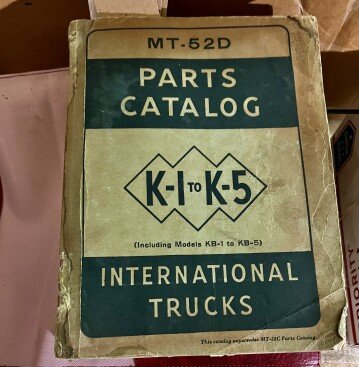 MT-52D
PARTS
CATALOG
K-1 TO K-5
(Including Models KB-1 to KB-5)
INTERNATIONAL
TRUCKS
This catalog supersedes MT-52C Parts Catalog.